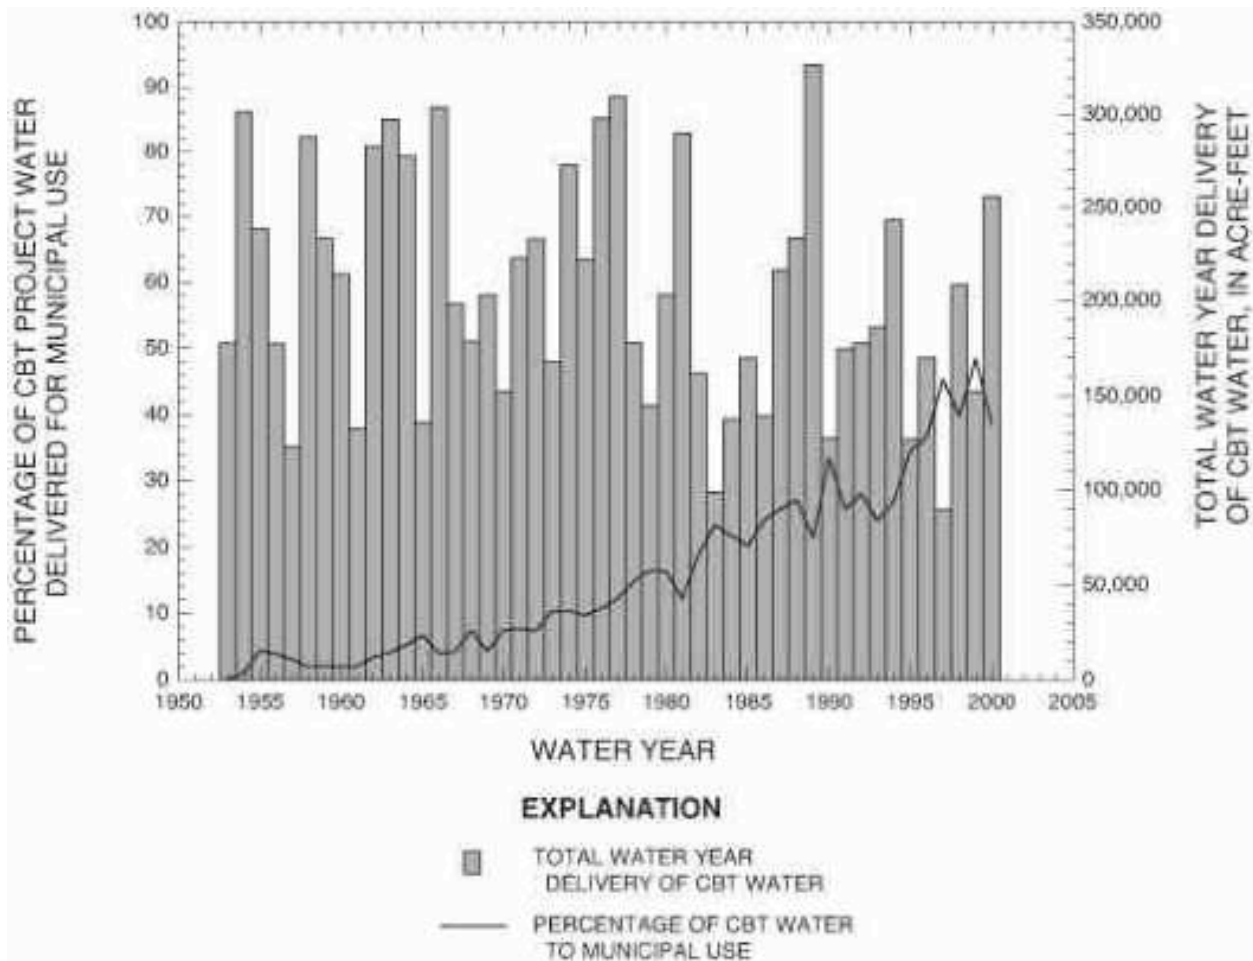 PERCENTAGE OF CBT PROJECT WATER
DELIVERED FOR MUNICIPAL USE
100
90
80
70
60
50
40
30
20
10
0
350,000
300,000
250,000
200,000
150,000
100,000
50,000
0
TOTAL WATER YEAR DELIVERY
OF CBT WATER, IN ACRE-FEET
1950 1955 1960 1965 1970 1975 1980 1985 1990 1995 2000 2005
WATER YEAR
EXPLANATION
TOTAL WATER YEAR
DELIVERY OF CBT WATER
PERCENTAGE OF CBT WATER
TO MUNICIPAL USE